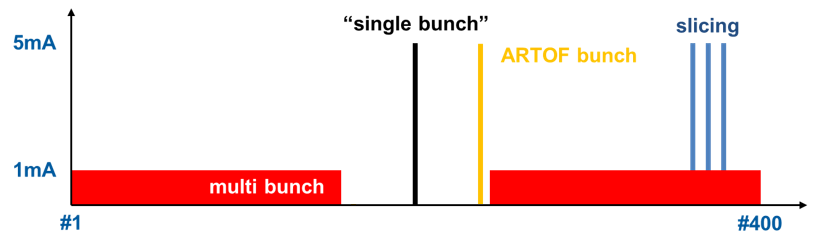 “single bunch”
slicing
5mA
ARTOF bunch
1mA
multi bunch
#1
#400